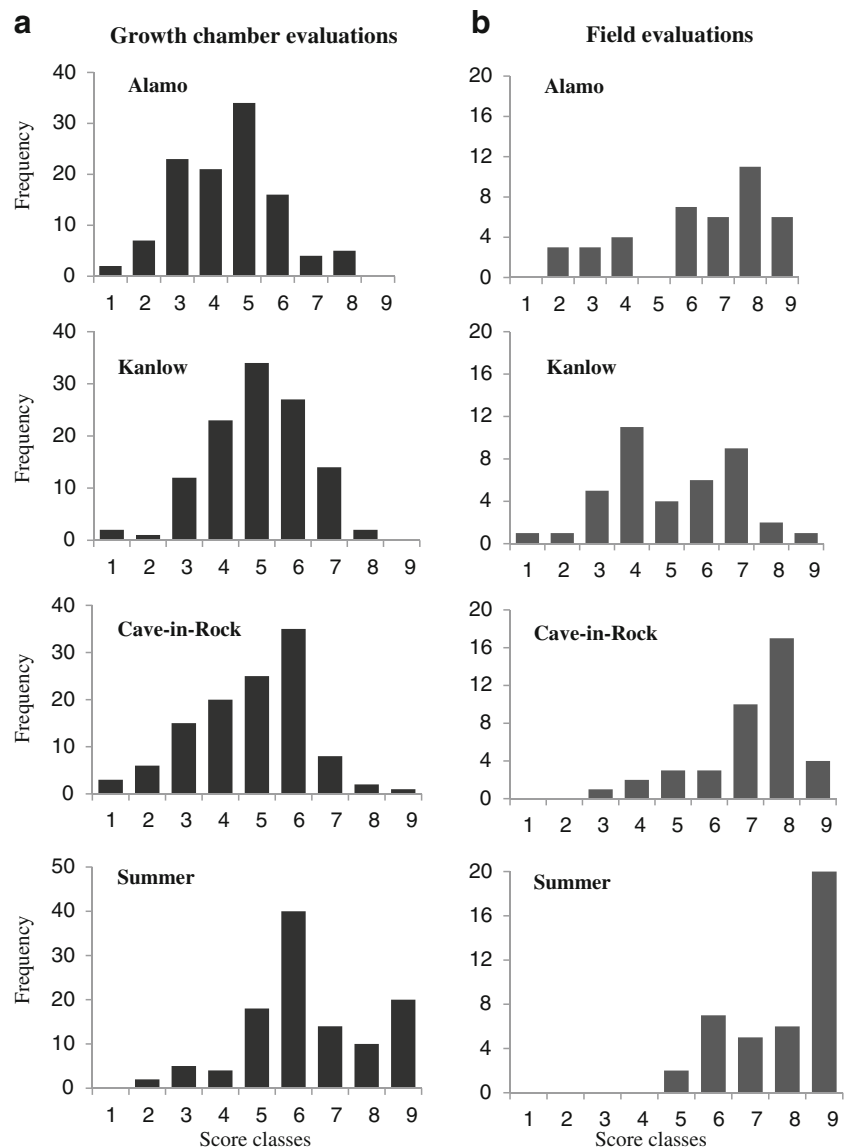 a
Growth chamber evaluations
b
Field evaluations
Alamo
Frequency
40
30
20
10
0
1 2 3 4 5 6 7 8 9
Alamo
20
16
12
8
4
0
1 2 3 4 5 6 7 8 9
Kanlow
Frequency
40
30
20
10
0
1 2 3 4 5 6 7 8 9
Kanlow
20
16
12
8
4
0
1 2 3 4 5 6 7 8 9
Cave-in-Rock
Frequency
40
30
20
10
0
1 2 3 4 5 6 7 8 9
Cave-in-Rock
20
16
12
8
4
0
1 2 3 4 5 6 7 8 9
Summer
Frequency
50
40
30
20
10
0
1 2 3 4 5 6 7 8 9
Score classes
Summer
20
16
12
8
4
0
1 2 3 4 5 6 7 8 9
Score classes